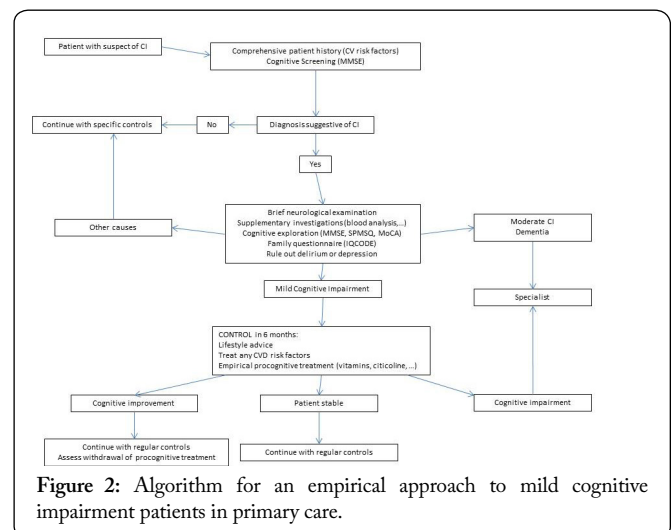 Patient with suspect of CI
Comprehensive patient history (CV risk factors)
Cognitive Screening (MMSE)
Continue with specific controls
No
Diagnosis suggestive of CI
Yes
Brief neurological examination
Supplementary investigations (blood analysis,...)
Cognitive exploration (MMSE, SPMSQ, MoCA)
Family questionnaire (IQCODE)
Rule out delirium or depression
Other causes
Moderate CI
Dementia
Mild Cognitive Impairment
Specialist
CONTROL in 6 months:
Lifestyle advice
Treat any CVD risk factors
Empirical procognitive treatment (vitamins, citicoline, ...)
Cognitive improvement
Patient stable
Cognitive impairment
Continue with regular controls
Assess withdrawal of procognitive treatment
Continue with regular controls
Figure 2: Algorithm for an empirical approach to mild cognitive
impairment patients in primary care.